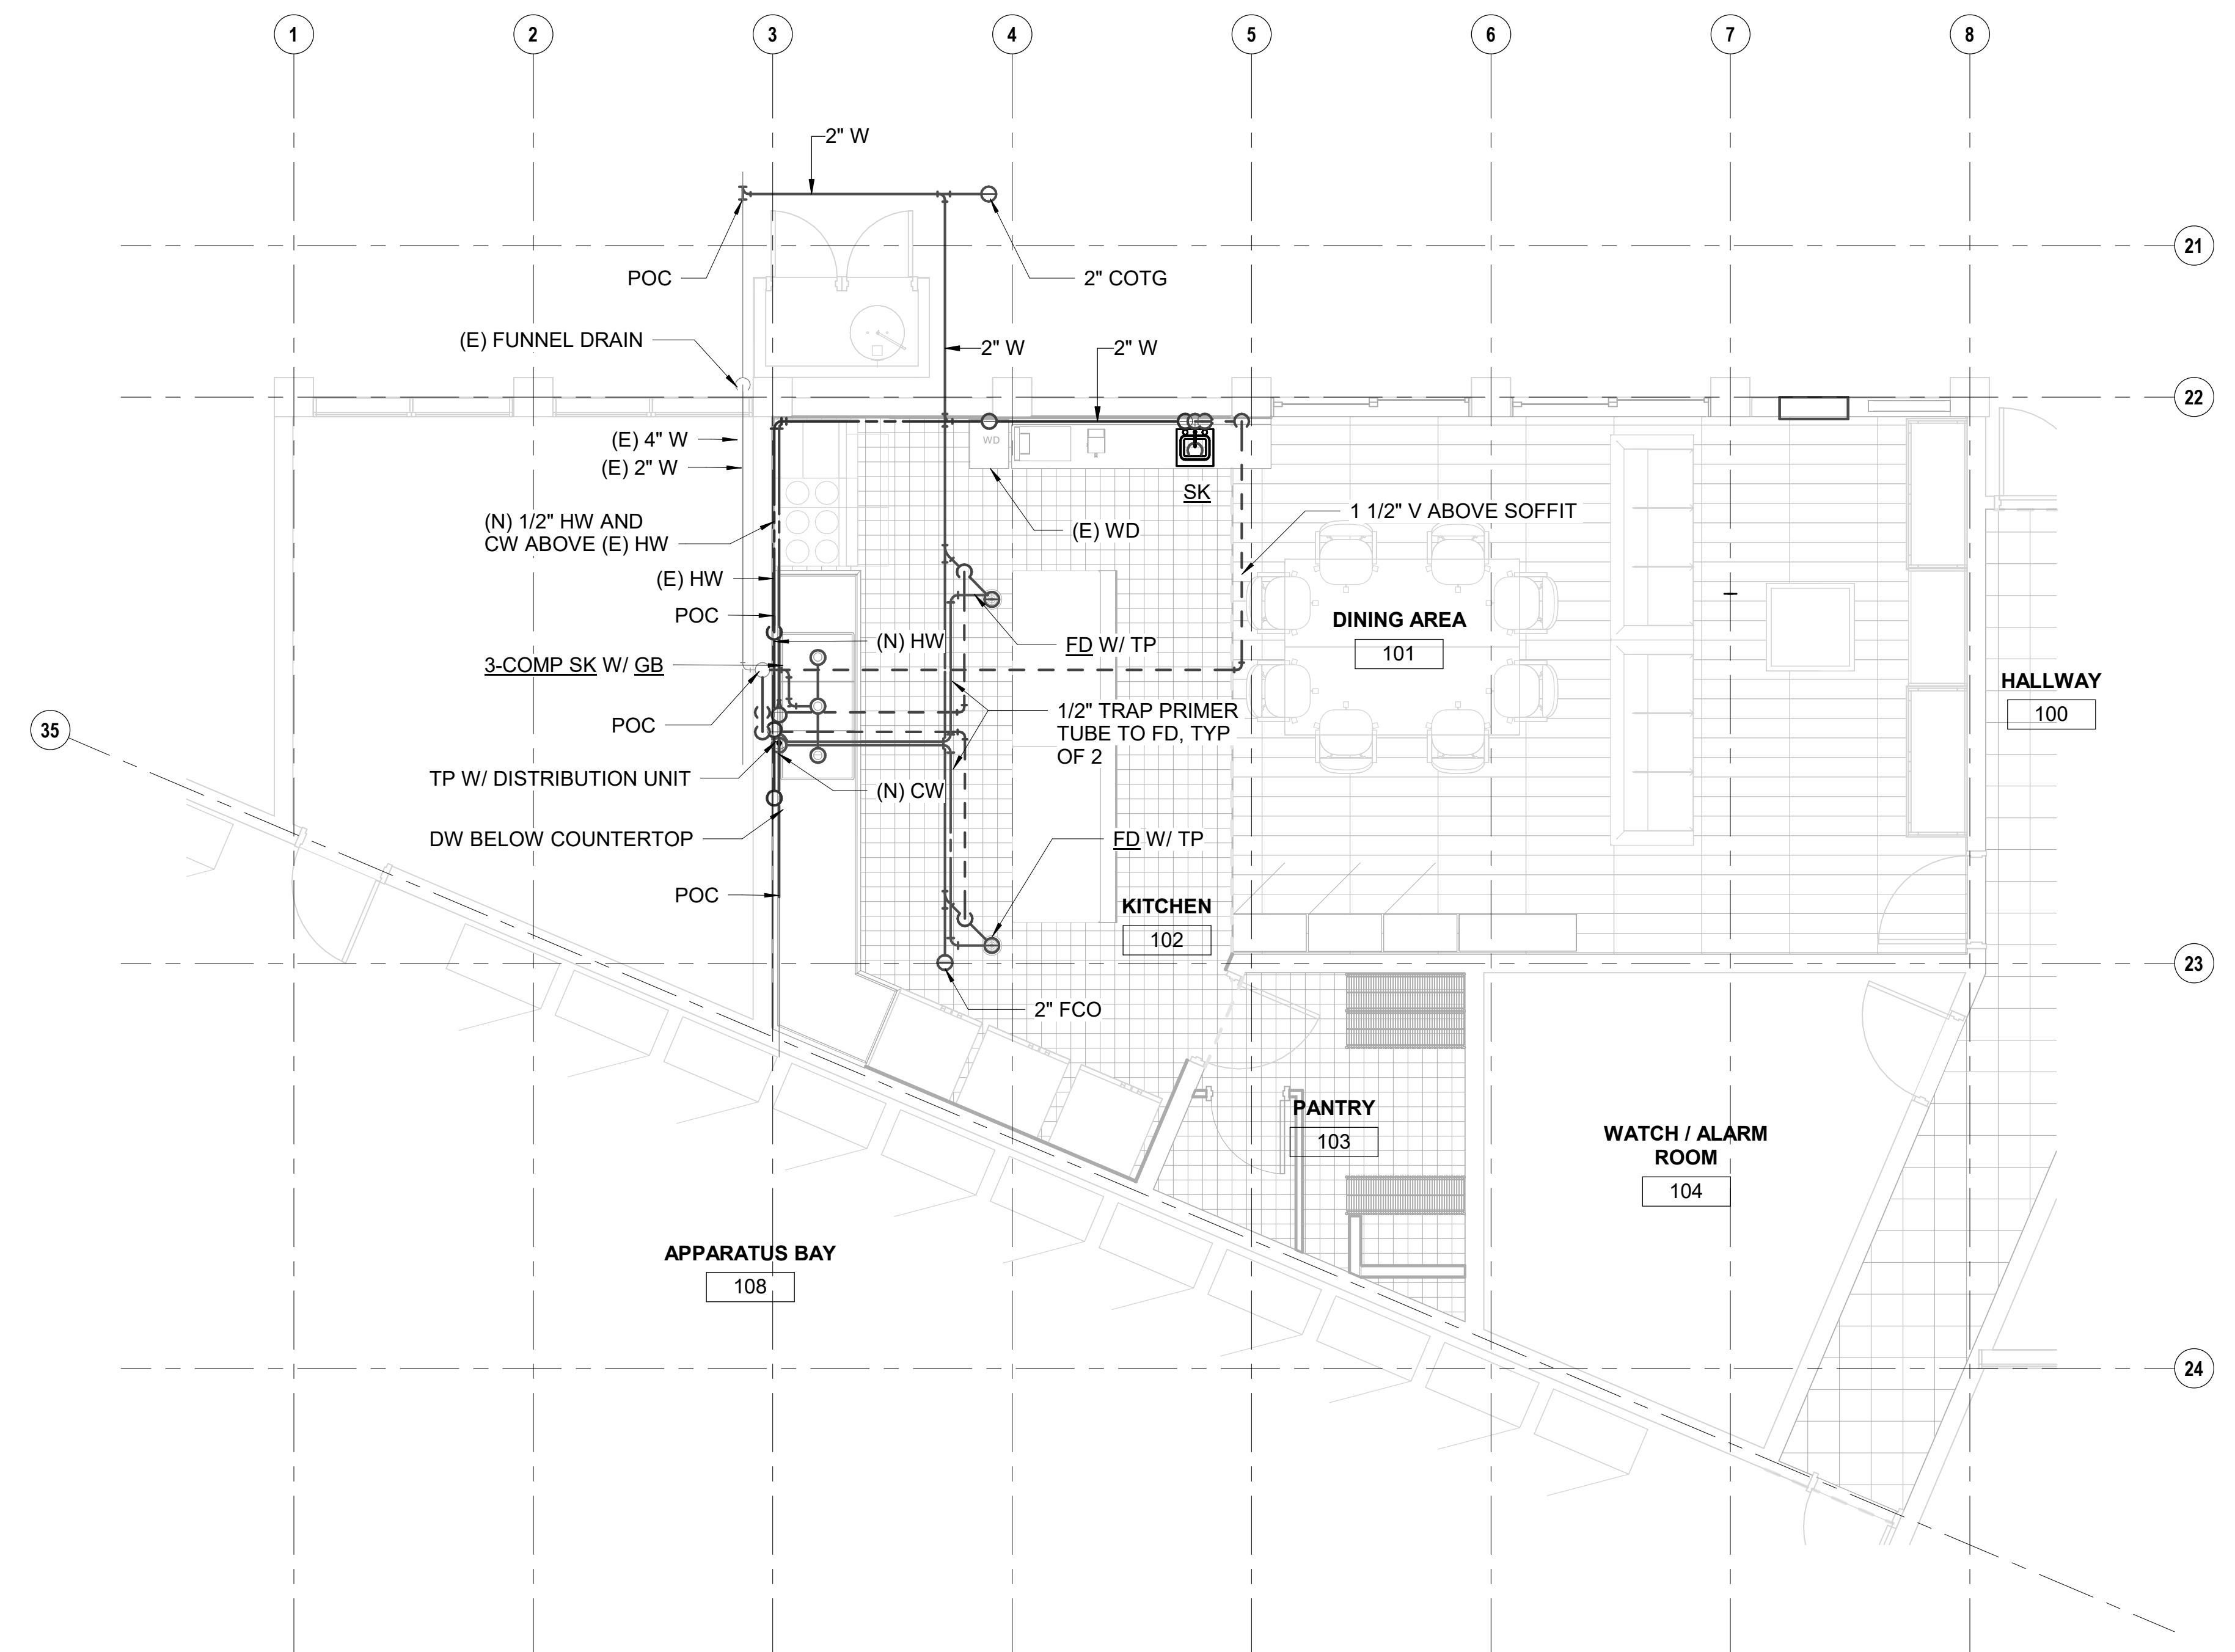 1
2
3
4
5
6
7
8
2" W
21
POC
2" COTG
(E) FUNNEL DRAIN
2" W
2" W
22
(E) 4" W
WD
(E) 2" W
SK
(N) 1/2" HW AND
CW ABOVE (E) HW
(E) WD
1 1/2" V ABOVE SOFFIT
(E) HW
POC
DINING AREA
101
(N) HW
FD W/ TP
3-COMP SK W/ GB
HALLWAY
100
POC
1/2" TRAP PRIMER
TUBE TO FD, TYP
OF 2
35
TP W/ DISTRIBUTION UNIT
(N) CW
DW BELOW COUNTERTOP
FD W/ TP
POC
KITCHEN
102
23
2" FCO
PANTRY
103
WATCH / ALARM
ROOM
104
APPARATUS BAY
108
24